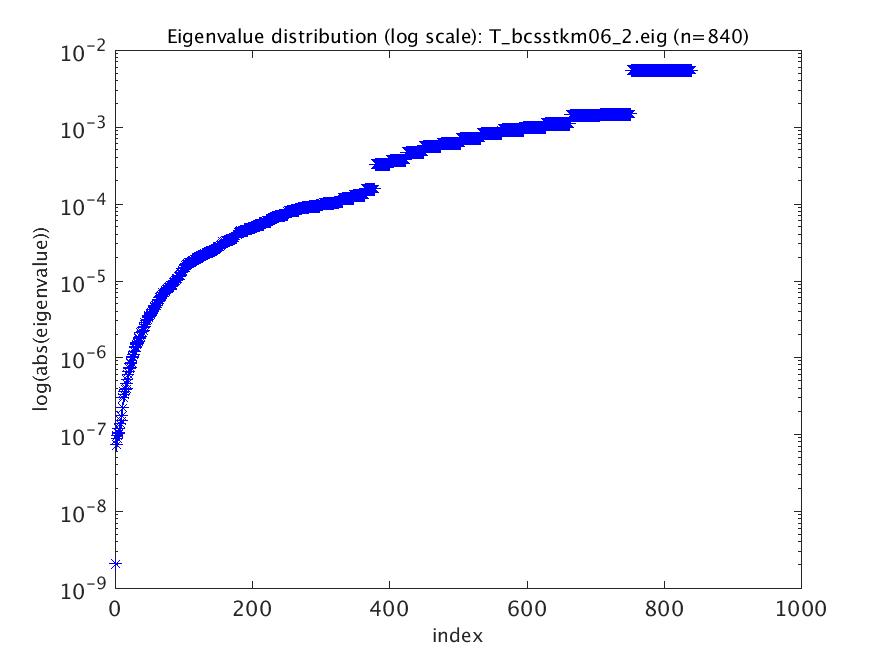 Eigenvalue distribution (log scale): T_bcsstkm06_2.eig (n=840)
10^-2
10^-3
10^-4
10^-5
10^-6
10^-7
10^-8
10^-9
log(abs(eigenvalue))
0 200 400 600 800 1000
index